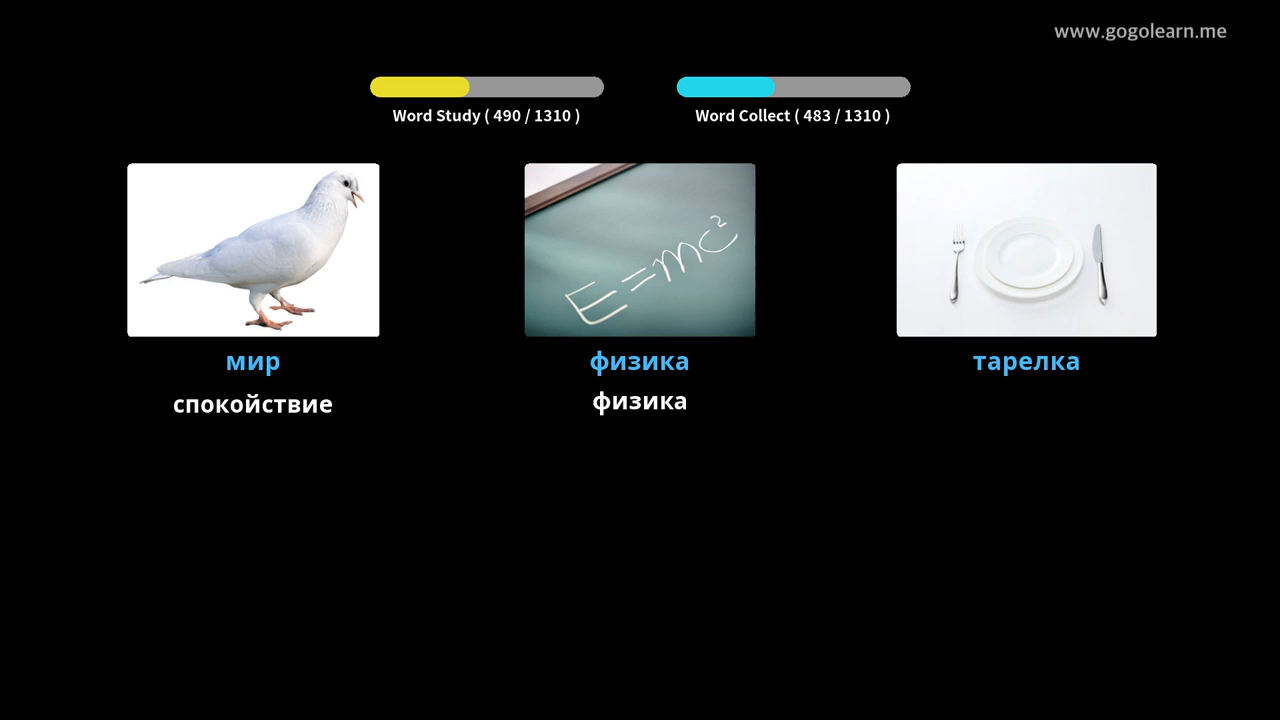 www.gogolearn.me
Word Study ( 490 / 1310 )
Word Collect ( 483 / 1310 )
E=mc²
мир
физика
тарелка
спокойствие
физика